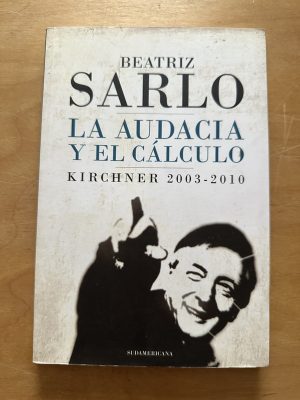 BEATRIZ
SARLO
LA AUDACIA
Y EL CÁLCULO
KIRCHNER 2003-2010
SUDAMERICANA